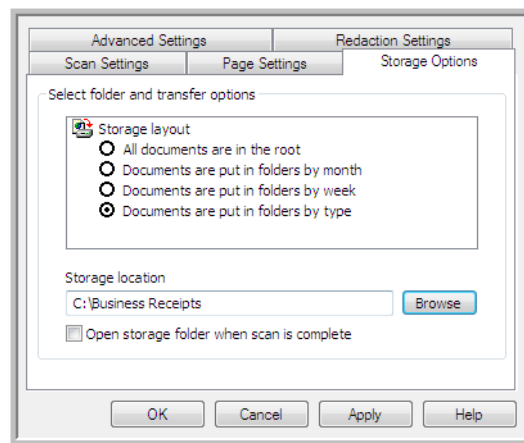 Advanced Settings Redaction Settings
Scan Settings Page Settings Storage Options
Select folder and transfer options
Storage layout
All documents are in the root
Documents are put in folders by month
Documents are put in folders by week
Documents are put in folders by type
Storage location
C:\Business Receipts Browse
Open storage folder when scan is complete
OK Cancel Apply Help